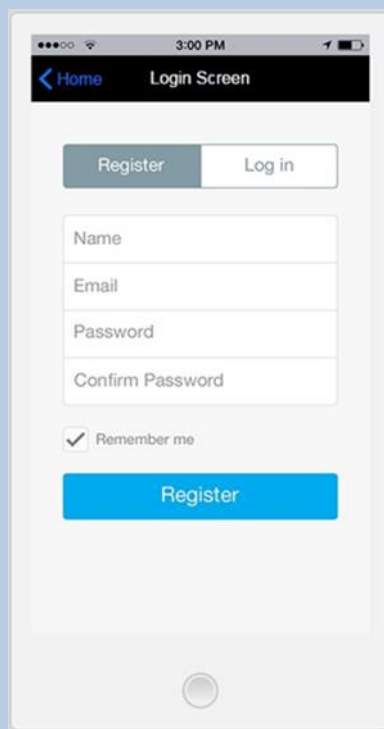 3:00 PM
Home Login Screen
Register Log in
Name
Email
Password
Confirm Password
Remember me
Register